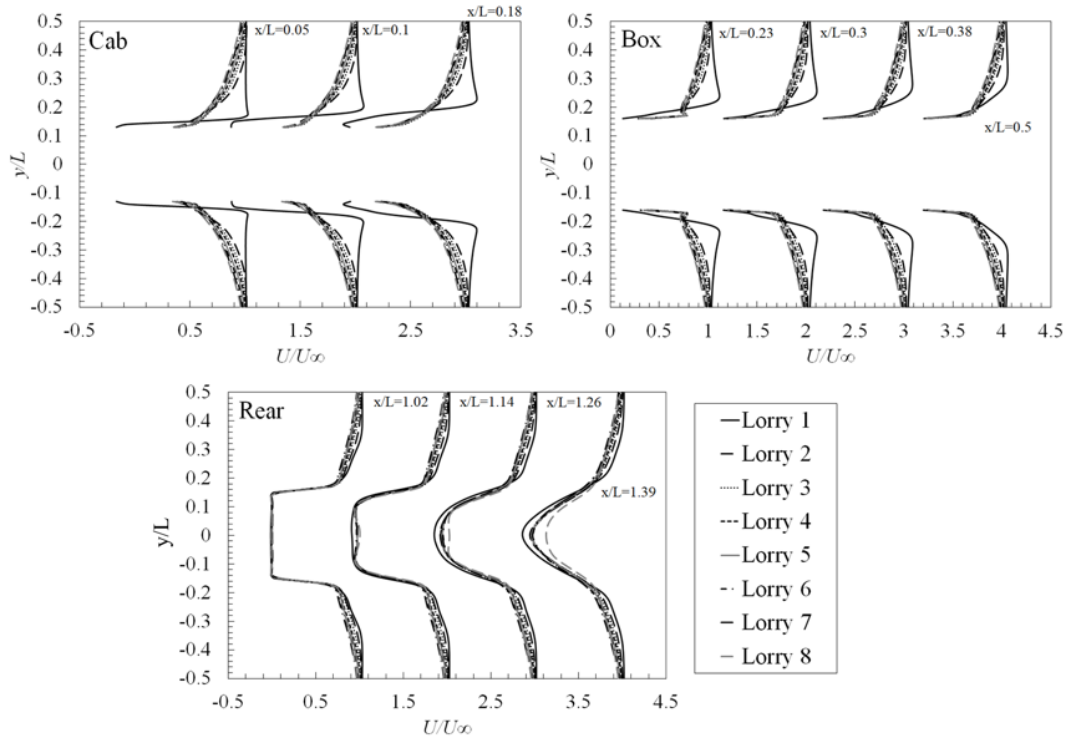 Cab
x/L=0.05
x/L=0.1
x/L=0.18
0.5
0.4
0.3
0.2
0.1
0
-0.1
-0.2
-0.3
-0.4
-0.5
y/L
-0.5 0.5 1.5 2.5 3.5
U/U∞
Box
x/L=0.23
x/L=0.3
x/L=0.38
x/L=0.5
0.5
0.4
0.3
0.2
0.1
0
-0.1
-0.2
-0.3
-0.4
-0.5
y/L
0 0.5 1 1.5 2 2.5 3 3.5 4 4.5
U/U∞
Rear
x/L=1.02
x/L=1.14
x/L=1.26
x/L=1.39
0.5
0.4
0.3
0.2
0.1
0
-0.1
-0.2
-0.3
-0.4
-0.5
y/L
-0.5 0.5 1.5 2.5 3.5 4.5
U/U∞
Lorry 1
Lorry 2
Lorry 3
Lorry 4
Lorry 5
Lorry 6
Lorry 7
Lorry 8